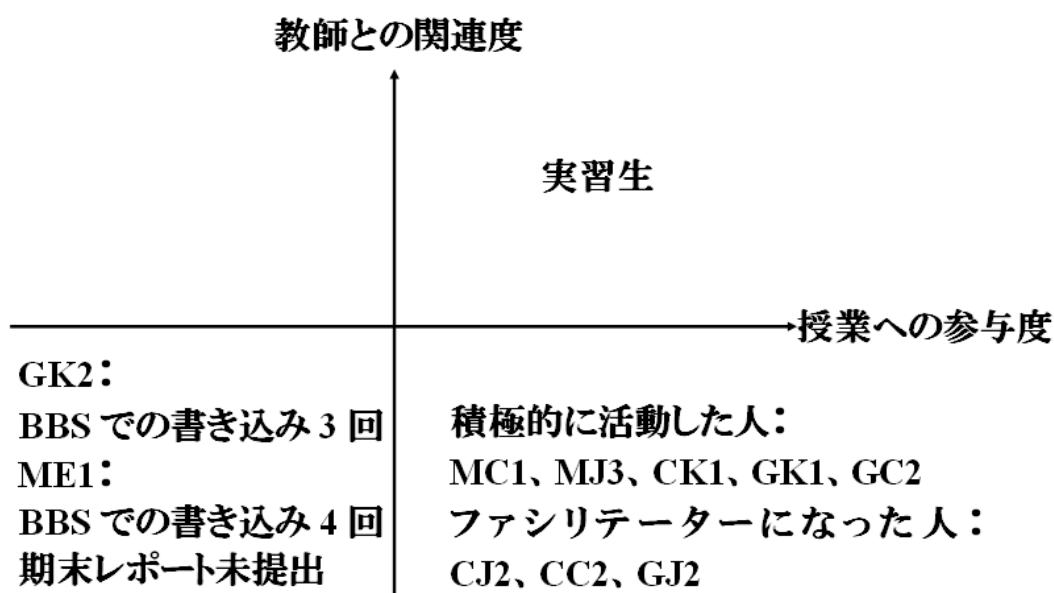 教師との関連度
実習生
授業への参与度
GK2：
BBSでの書き込み3回
ME1：
BBSでの書き込み4回
期末レポート未提出
積極的に活動した人：
MC1、MJ3、CK1、GK1、GC2
ファシリテーターになった人：
CJ2、CC2、GJ2